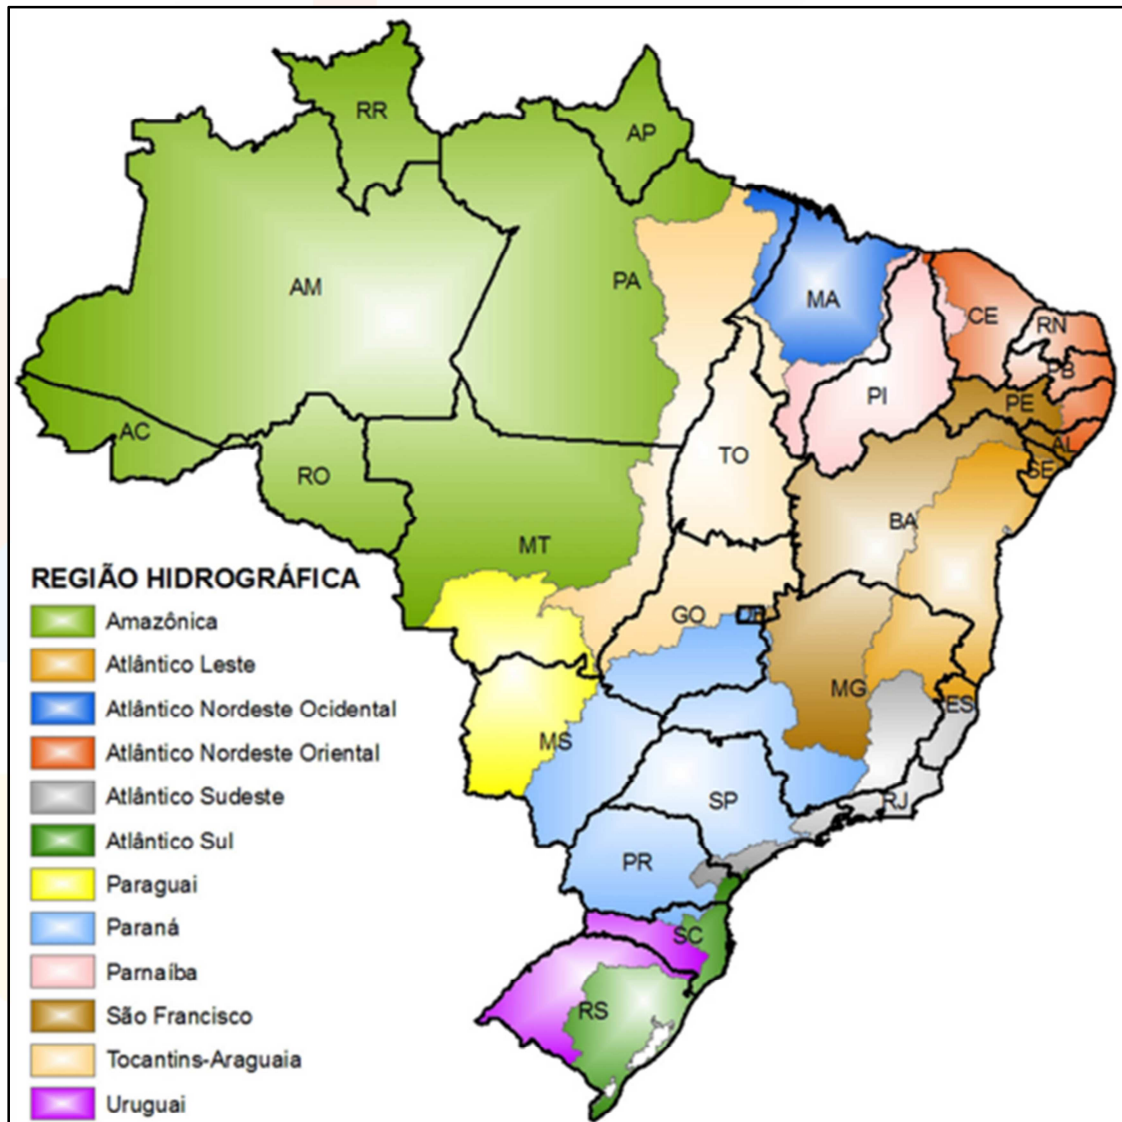 RR
AP
AM
PA
MA
CE
RN
PB
PI
PE
AL
SE
AC
RO
TO
BA
MT
GO
DF
MG
ES
MS
SP
RJ
PR
SC
RS
REGIÃO HIDROGRÁFICA
Amazônica
Atlântico Leste
Atlântico Nordeste Ocidental
Atlântico Nordeste Oriental
Atlântico Sudeste
Atlântico Sul
Paraguai
Paraná
Parnaíba
São Francisco
Tocantins-Araguaia
Uruguai